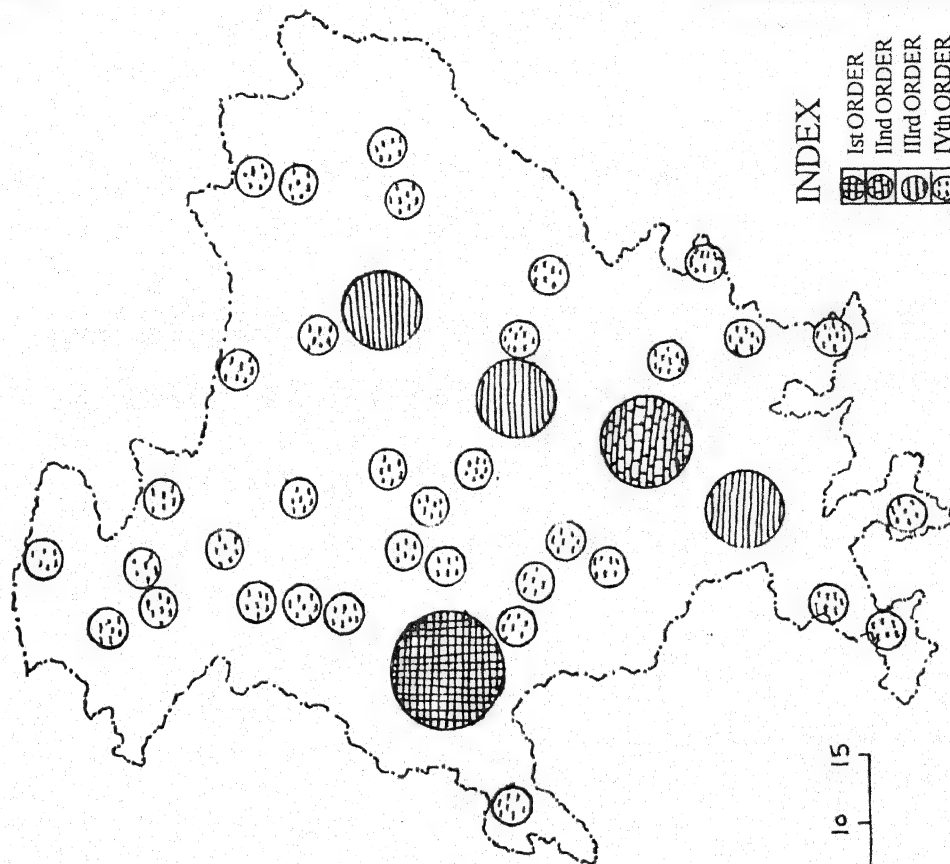 INDEX
Ist ORDER
IInd ORDER
IIIrd ORDER
IVth ORDER
10 15